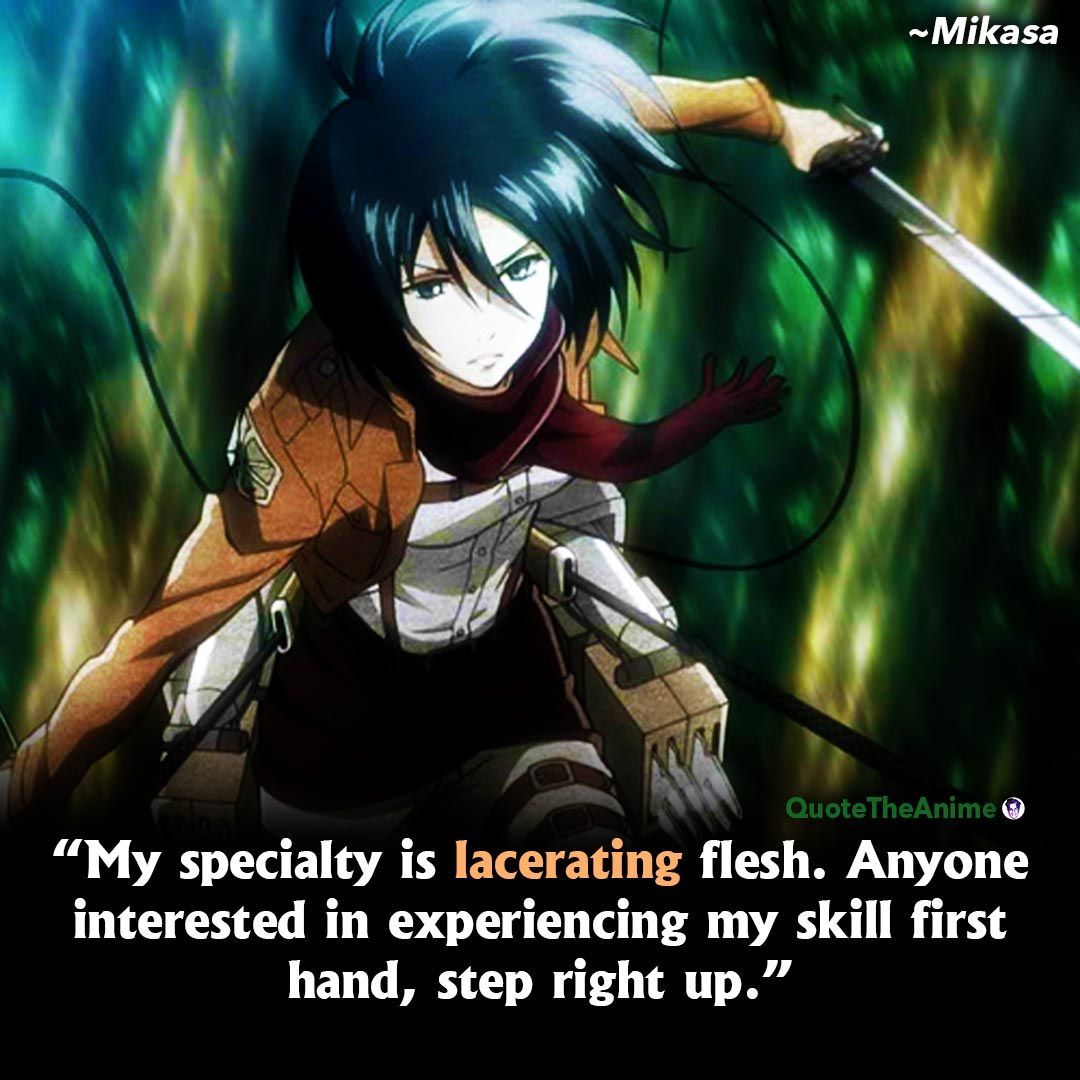 ~Mikasa
QuoteTheAnime
“My specialty is lacerating flesh. Anyone
interested in experiencing my skill first
hand, step right up.”